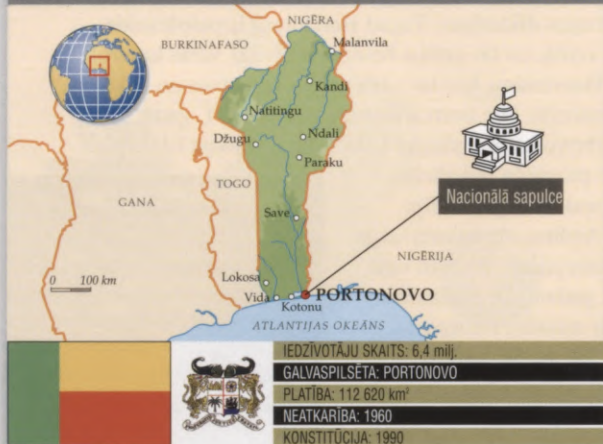 NIGĒRA
BURKINAFASO
Malanvila
Kandi
Natitingu
Džugu
Ndali
Paraku
TOGO
GANA
Nacionālā sapulce
Save
NIGĒRIJA
0 100 km
Lokosa
Vida
Kotonu
PORTONOVO
ATLANTIJAS OKEĀNS
IEDZĪVOTĀJU SKAITS: 6,4 milj.
GALVASPILSĒTA: PORTONOVO
PLATĪBA: 112 620 km²
NEATKARĪBA: 1960
KONSTITŪCIJA: 1990